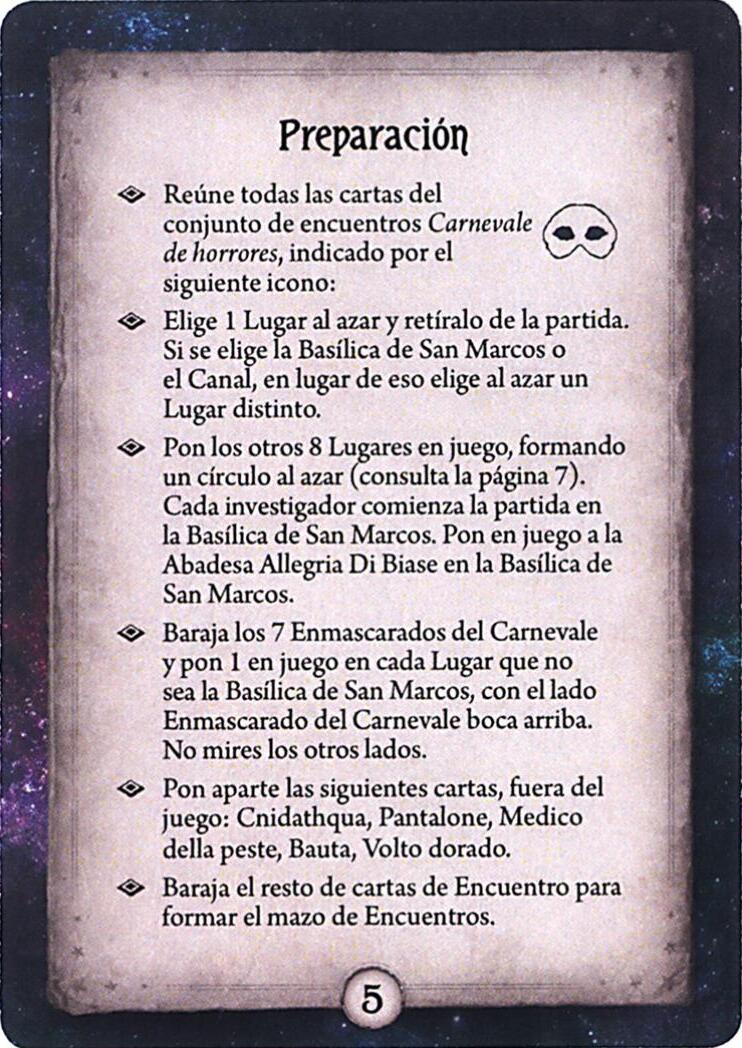 Preparación
Reúne todas las cartas del
conjunto de encuentros Carnevale
de horrores, indicado por el
siguiente icono:
Elige 1 Lugar al azar y retíralo de la partida.
Si se elige la Basílica de San Marcos o
el Canal, en lugar de eso elige al azar un
Lugar distinto.
Pon los otros 8 Lugares en juego, formando
un círculo al azar (consulta la página 7).
Cada investigador comienza la partida en
la Basílica de San Marcos. Pon en juego a la
Abadesa Allegria Di Biase en la Basílica de
San Marcos.
Baraja los 7 Enmascarados del Carnevale
y pon 1 en juego en cada Lugar que no
sea la Basílica de San Marcos, con el lado
Enmascarado del Carnevale boca arriba.
No mires los otros lados.
Pon aparte las siguientes cartas, fuera del
juego: Cnidathqua, Pantalone, Medico
della peste, Bauta, Volto dorado.
Baraja el resto de cartas de Encuentro para
formar el mazo de Encuentros.
5